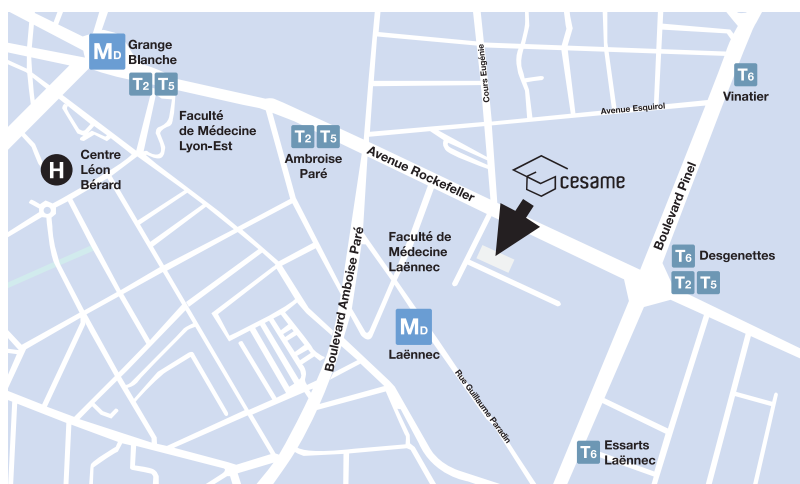 MD Grange
Blanche
T2 T5
Faculté
de Médecine
Lyon-Est
H Centre
Léon
Bérard
T2 T5
Ambroise
Paré
Avenue Rockefeller
Cours Eugénie
Avenue Esquirol
T6
Vinatier
cesame
Boulevard Pinel
T6 Desgenettes
T2 T5
Faculté de
Médecine
Laënnec
MD
Laënnec
Boulevard Amboise Paré
Rue Guillaume Paradin
T6 Essarts
Laënnec